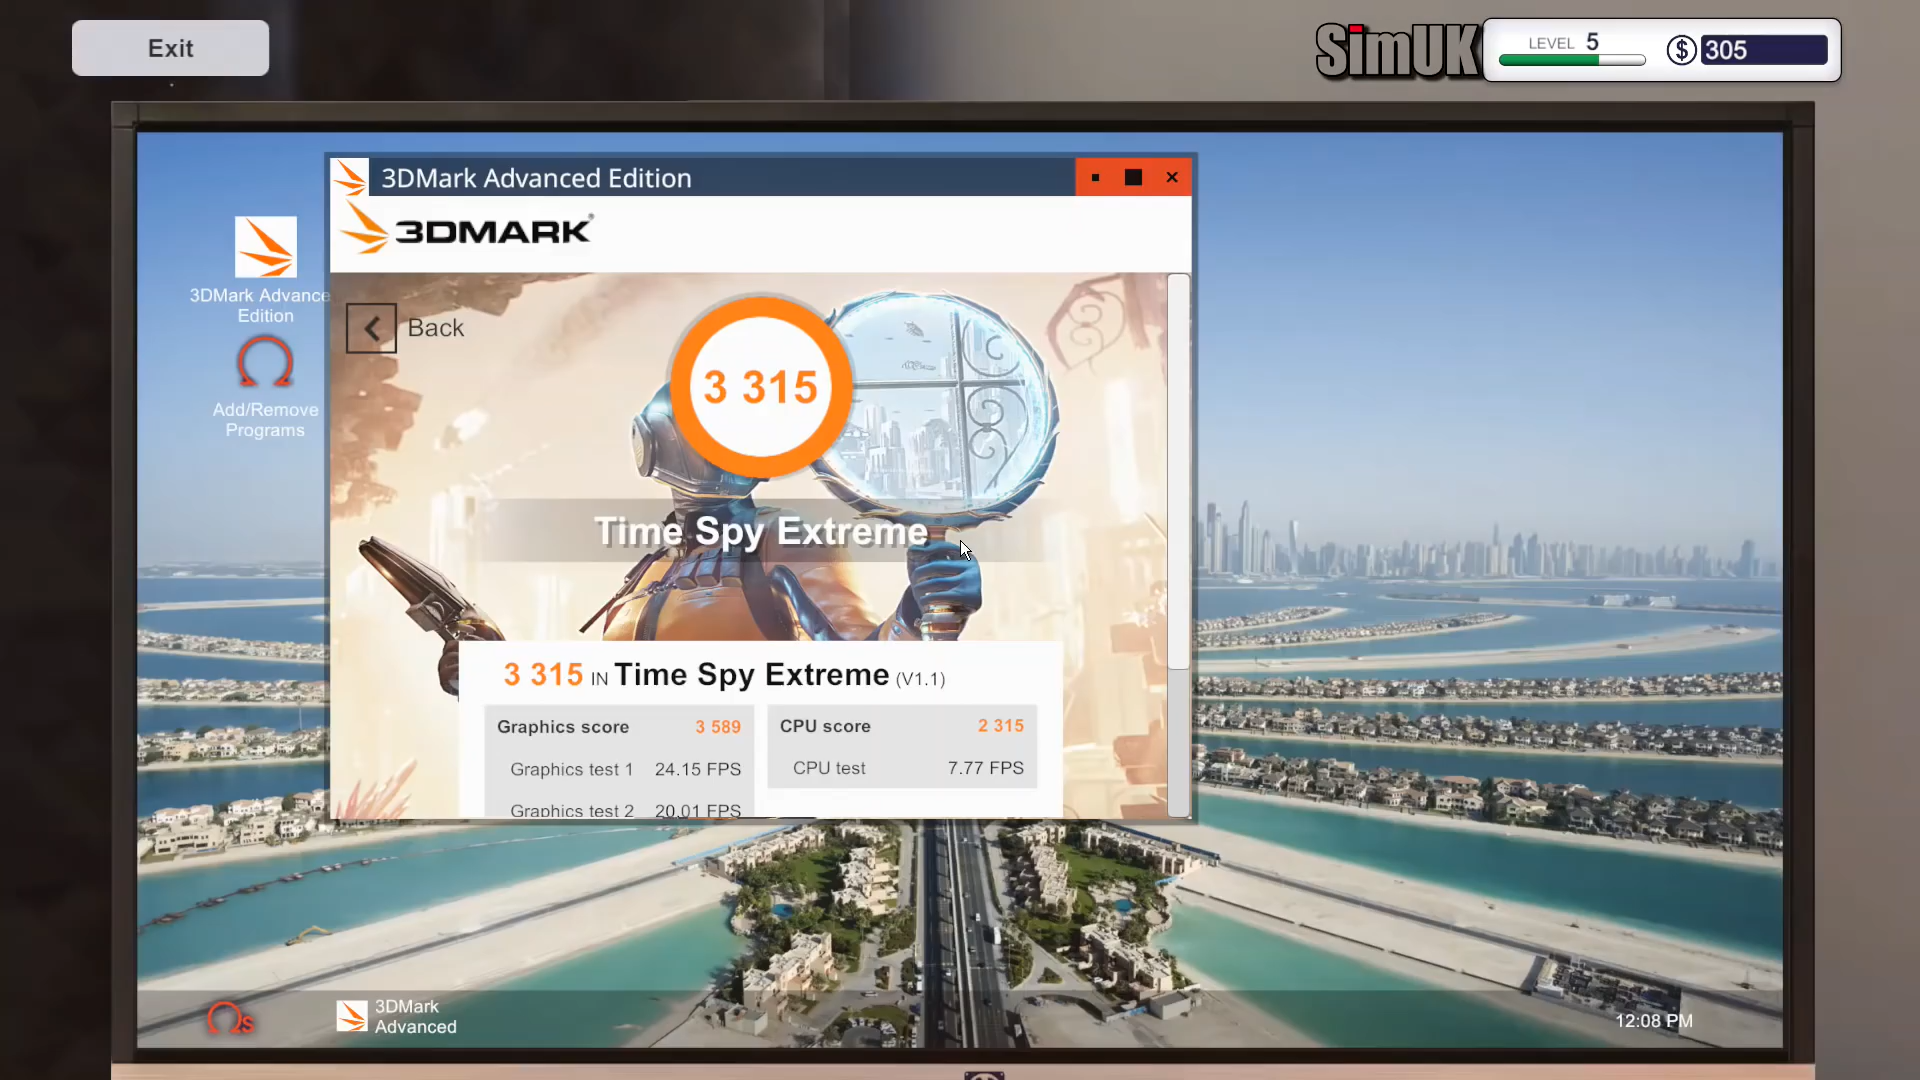 Exit
SimUK
LEVEL 5
$ 305
3DMark Advanced Edition
3DMARK®
3DMark Advance
Edition
Back
3 315
Add/Remove
Programs
Time Spy Extreme
3 315 IN Time Spy Extreme (V1.1)
Graphics score 3 589
CPU score 2 315
Graphics test 1 24.15 FPS
CPU test 7.77 FPS
Graphics test 2 20.01 FPS
3DMark
Advanced
12:08 PM